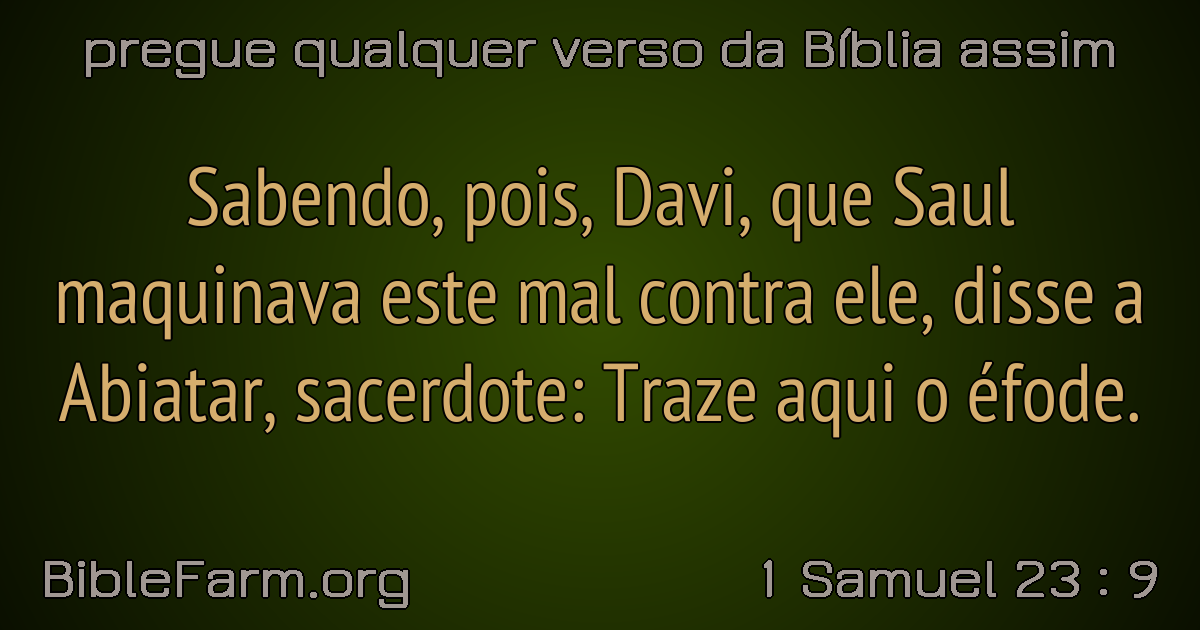 pregue qualquer verso da Bíblia assim
Sabendo, pois, Davi, que Saul
maquinava este mal contra ele, disse a
Abiatar, sacerdote: Traze aqui o éfode.
BibleFarm.org
1 Samuel 23 : 9